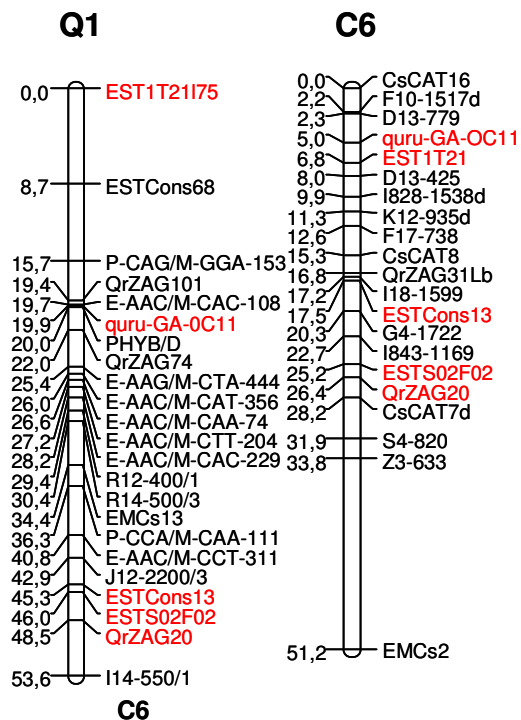 Q1
0,0 EST1T21I75
8,7 ESTCons68
15,7 P-CAG/M-GGA-153
19,4 QrZAG101
19,7 E-AAC/M-CAC-108
19,9 quru-GA-0C11
20,0 PHYB/D
22,0 QrZAG74
25,4 E-AAG/M-CTA-444
26,0 E-AAC/M-CAT-356
26,6 E-AAC/M-CAA-74
27,2 E-AAC/M-CTT-204
28,2 E-AAC/M-CAC-229
29,4 R12-400/1
30,4 R14-500/3
34,4 EMCs13
36,3 P-CCA/M-CAA-111
40,8 E-AAC/M-CCT-311
42,9 J12-2200/3
45,3 ESTCons13
46,0 ESTS02F02
48,5 QrZAG20
53,6 I14-550/1
C6
C6
0,0 CsCAT16
2,2 F10-1517d
2,3 D13-779
5,0 quru-GA-OC11
6,8 EST1T21
8,0 D13-425
9,9 I828-1538d
11,3 K12-935d
12,6 F17-738
15,3 CsCAT8
16,8 QrZAG31Lb
17,2 I18-1599
17,5 ESTCons13
20,3 G4-1722
22,7 I843-1169
25,2 ESTS02F02
26,4 QrZAG20
28,2 CsCAT7d
31,9 S4-820
33,8 Z3-633
51,2 EMCs2